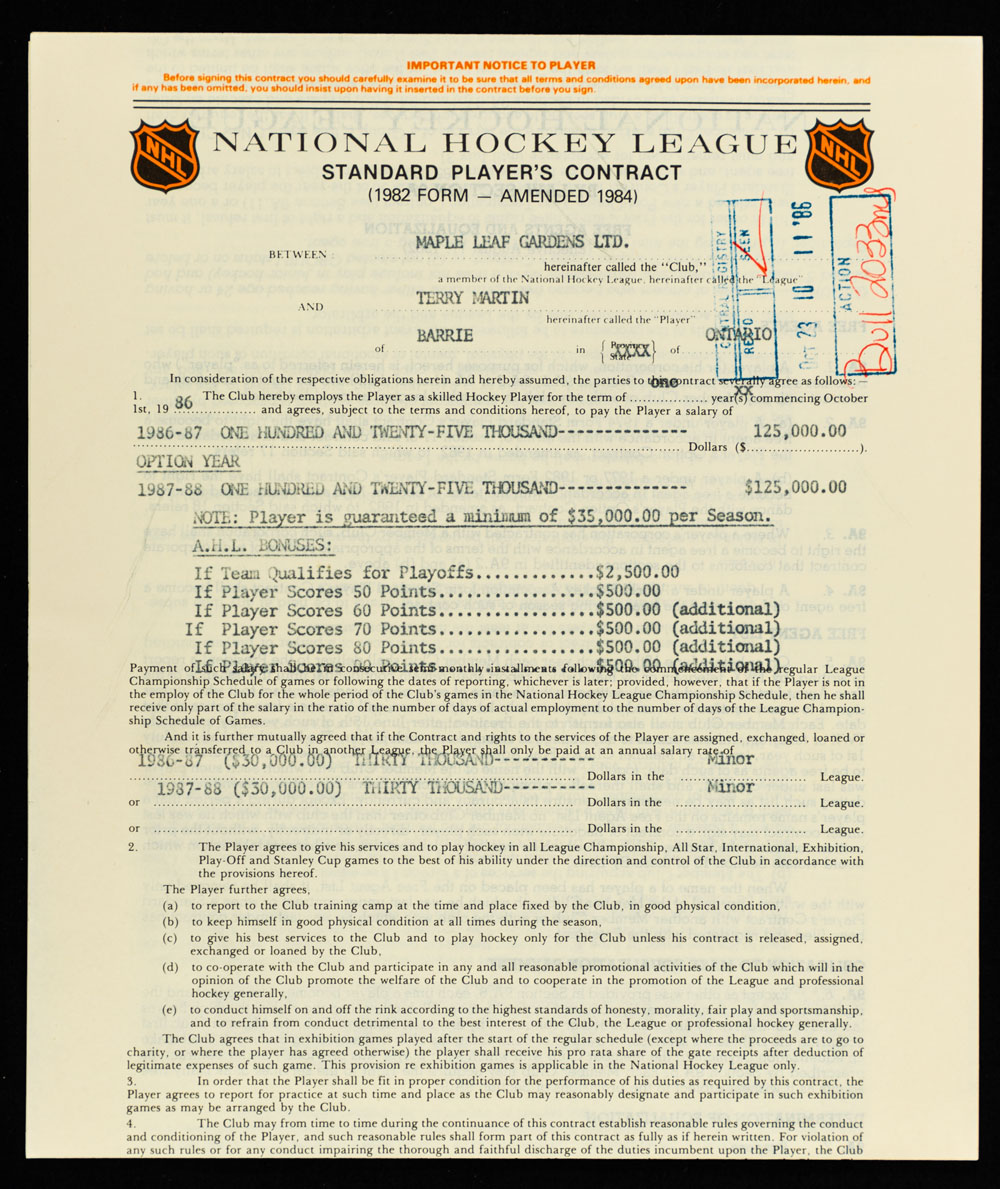 IMPORTANT NOTICE TO PLAYER
Before signing this contract you should carefully examine it to be sure that all terms and conditions agreed upon have been incorporated herein, and
if any has been omitted, you should insist upon having it inserted in the contract before you sign.
NHL
NATIONAL HOCKEY LEAGUE
NHL
STANDARD PLAYER'S CONTRACT
(1982 FORM — AMENDED 1984)
CENTRAL REGISTRY
REC'D SEEN
OCT 23 10 11 '86
ACTION
Bull 2033
MAPLE LEAF GARDENS LTD.
BETWEEN:
hereinafter called the "Club,"
a member of the National Hockey League, hereinafter called the "League"
TERRY MARTIN
AND
hereinafter called the "Player"
BARRIE ONTARIO
of in { Province State } of
In consideration of the respective obligations herein and hereby assumed, the parties to contract severally agree as follows:—
one
1. The Club hereby employs the Player as a skilled Hockey Player for the term of .................. year(s) commencing October
1st, 19 86 .................. and agrees, subject to the terms and conditions hereof, to pay the Player a salary of
1986-87 ONE HUNDRED AND TWENTY-FIVE THOUSAND-------------- 125,000.00
Dollars ($..........................).
OPTION YEAR
1987-88 ONE HUNDRED AND TWENTY-FIVE THOUSAND-------------- $125,000.00
NOTE: Player is guaranteed a minimum of $35,000.00 per Season.
A.H.L. BONUSES:
If Team Qualifies for Playoffs.............$2,500.00
If Player Scores 50 Points.................$500.00
If Player Scores 60 Points.................$500.00 (additional)
If Player Scores 70 Points................$500.00 (additional)
If Player Scores 80 Points.................$500.00 (additional)
If Player Scores 90 Points.................$500.00 (additional)
Payment of such salary shall be in consecutive semi-monthly installments following the commencement of the regular League
Championship Schedule of games or following the dates of reporting, whichever is later; provided, however, that if the Player is not in
the employ of the Club for the whole period of the Club's games in the National Hockey League Championship Schedule, then he shall
receive only part of the salary in the ratio of the number of days of actual employment to the number of days of the League Champion-
ship Schedule of Games.
And it is further mutually agreed that if the Contract and rights to the services of the Player are assigned, exchanged, loaned or
otherwise transferred to a Club in another League, the Player shall only be paid at an annual salary rate of
1986-87 ($30,000.00) THIRTY THOUSAND----------- Minor
Dollars in the ............................ League.
1987-88 ($30,000.00) THIRTY THOUSAND---------- Minor
or Dollars in the ............................ League.
or Dollars in the ............................ League.
2. The Player agrees to give his services and to play hockey in all League Championship, All Star, International, Exhibition,
Play-Off and Stanley Cup games to the best of his ability under the direction and control of the Club in accordance with
the provisions hereof.
The Player further agrees,
(a) to report to the Club training camp at the time and place fixed by the Club, in good physical condition,
(b) to keep himself in good physical condition at all times during the season,
(c) to give his best services to the Club and to play hockey only for the Club unless his contract is released, assigned,
exchanged or loaned by the Club,
(d) to co-operate with the Club and participate in any and all reasonable promotional activities of the Club which will in the
opinion of the Club promote the welfare of the Club and to cooperate in the promotion of the League and professional
hockey generally,
(e) to conduct himself on and off the rink according to the highest standards of honesty, morality, fair play and sportsmanship,
and to refrain from conduct detrimental to the best interest of the Club, the League or professional hockey generally.
The Club agrees that in exhibition games played after the start of the regular schedule (except where the proceeds are to go to
charity, or where the player has agreed otherwise) the player shall receive his pro rata share of the gate receipts after deduction of
legitimate expenses of such game. This provision re exhibition games is applicable in the National Hockey League only.
3. In order that the Player shall be fit in proper condition for the performance of his duties as required by this contract, the
Player agrees to report for practice at such time and place as the Club may reasonably designate and participate in such exhibition
games as may be arranged by the Club.
4. The Club may from time to time during the continuance of this contract establish reasonable rules governing the conduct
and conditioning of the Player, and such reasonable rules shall form part of this contract as fully as if herein written. For violation of
any such rules or for any conduct impairing the thorough and faithful discharge of the duties incumbent upon the Player, the Club